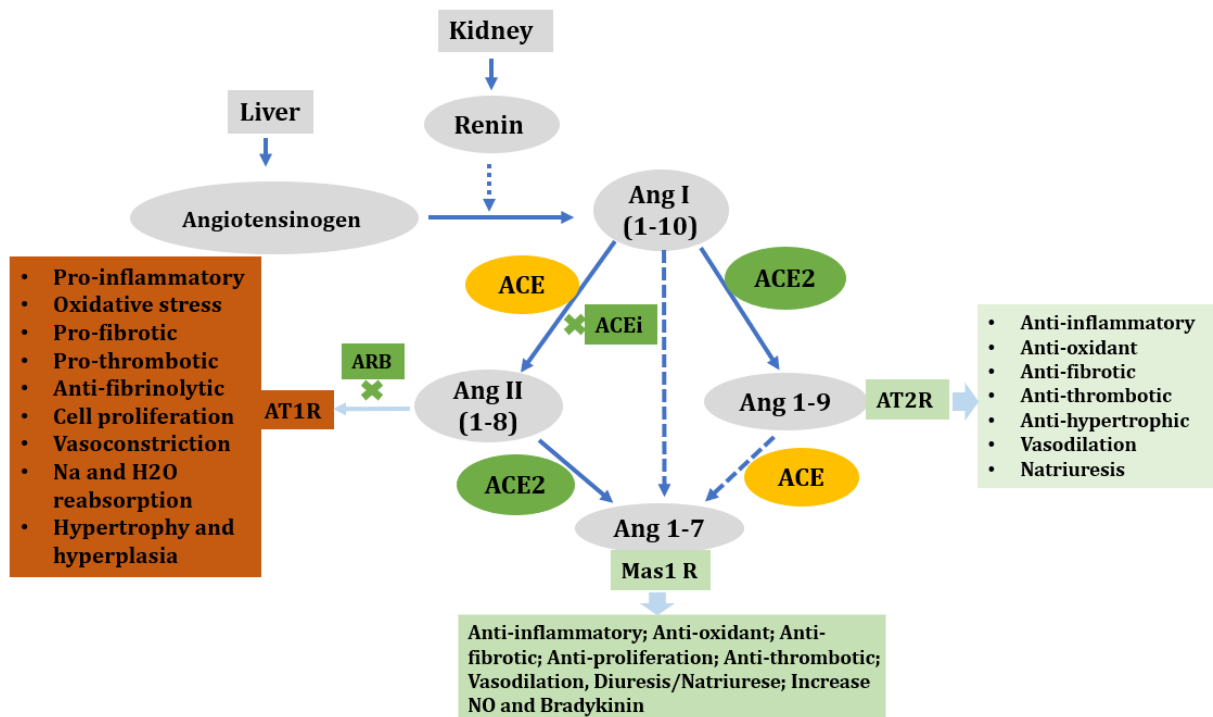 Kidney
Liver
Renin
Angiotensinogen
Ang I
(1-10)
ACE
ACEi
ACE2
• Pro-inflammatory
• Oxidative stress
• Pro-fibrotic
• Pro-thrombotic
• Anti-fibrinolytic
• Cell proliferation
• Vasoconstriction
• Na and H2O
reabsorption
• Hypertrophy and
hyperplasia
AT1R
ARB
Ang II
(1-8)
ACE2
Ang 1-9
AT2R
ACE
• Anti-inflammatory
• Anti-oxidant
• Anti-fibrotic
• Anti-thrombotic
• Anti-hypertrophic
• Vasodilation
• Natriuresis
Ang 1-7
Mas1 R
Anti-inflammatory; Anti-oxidant; Anti-
fibrotic; Anti-proliferation; Anti-thrombotic;
Vasodilation, Diuresis/Natriurese; Increase
NO and Bradykinin